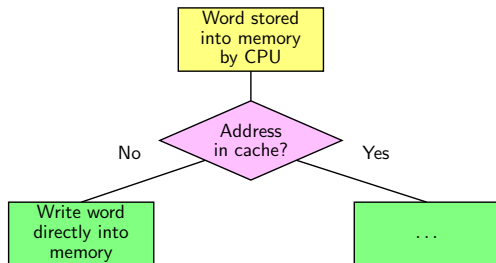 Word stored
into memory
by CPU
Address
in cache?
No
Yes
Write word
directly into
memory
...